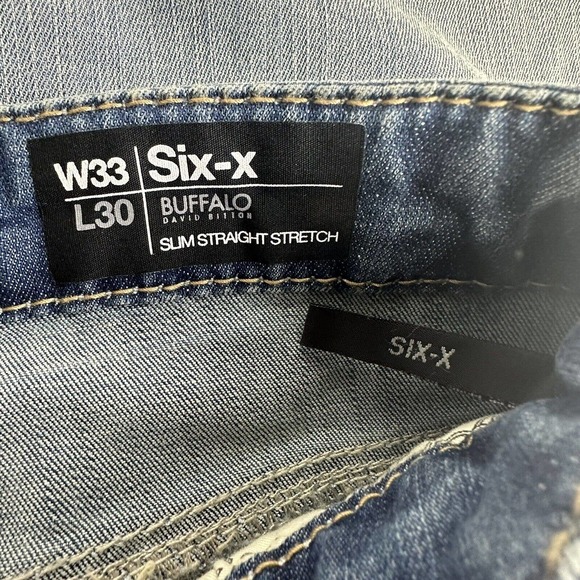 W33 Six-x
L30 BUFFALO
DAVID BITTON
SLIM STRAIGHT STRETCH
SIX-X